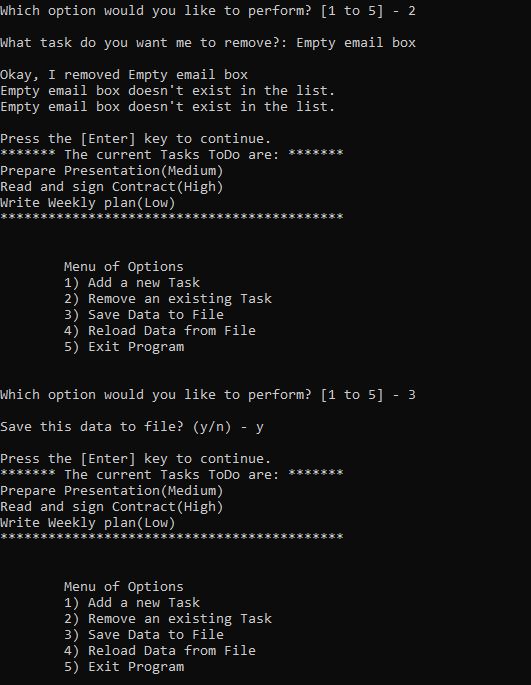 Which option would you like to perform? [1 to 5] - 2
What task do you want me to remove?: Empty email box
Okay, I removed Empty email box
Empty email box doesn't exist in the list.
Empty email box doesn't exist in the list.
Press the [Enter] key to continue.
******* The current Tasks ToDo are: *******
Prepare Presentation(Medium)
Read and sign Contract(High)
Write Weekly plan(Low)
*******************************************
Menu of Options
1) Add a new Task
2) Remove an existing Task
3) Save Data to File
4) Reload Data from File
5) Exit Program
Which option would you like to perform? [1 to 5] - 3
Save this data to file? (y/n) - y
Press the [Enter] key to continue.
******* The current Tasks ToDo are: *******
Prepare Presentation(Medium)
Read and sign Contract(High)
Write Weekly plan(Low)
*******************************************
Menu of Options
1) Add a new Task
2) Remove an existing Task
3) Save Data to File
4) Reload Data from File
5) Exit Program